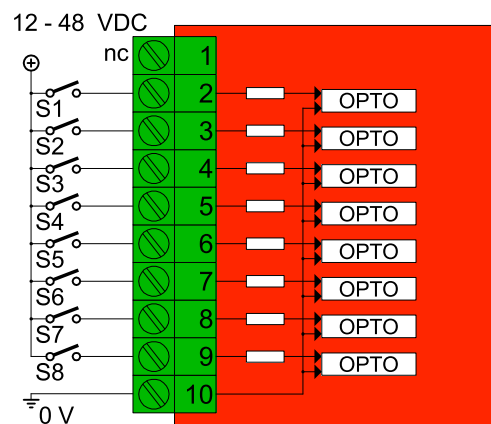 12 - 48 VDC
nc 1
S1 2 OPTO
S2 3 OPTO
S3 4 OPTO
S4 5 OPTO
S5 6 OPTO
S6 7 OPTO
S7 8 OPTO
S8 9 OPTO
10
0 V